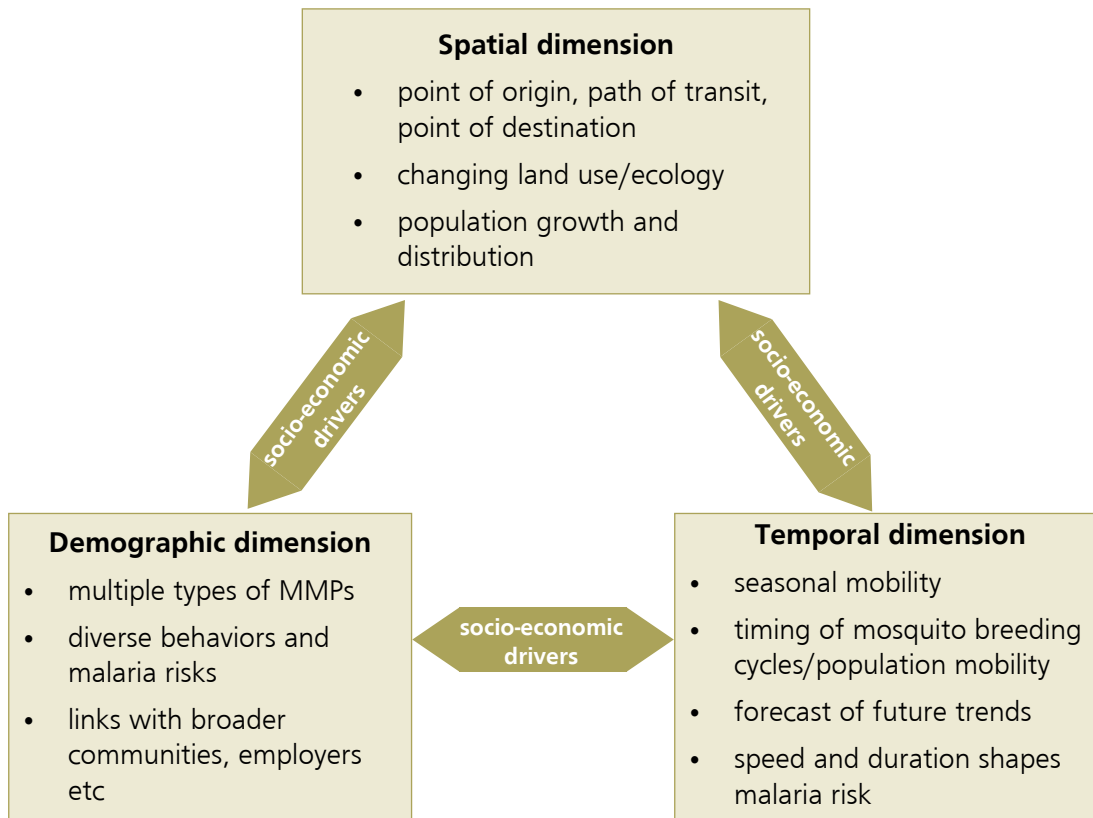 Spatial dimension
• point of origin, path of transit,
point of destination
• changing land use/ecology
• population growth and
distribution
socio-economic
drivers
socio-economic
drivers
Demographic dimension
• multiple types of MMPs
• diverse behaviors and
malaria risks
• links with broader
communities, employers
etc
socio-economic
drivers
Temporal dimension
• seasonal mobility
• timing of mosquito breeding
cycles/population mobility
• forecast of future trends
• speed and duration shapes
malaria risk